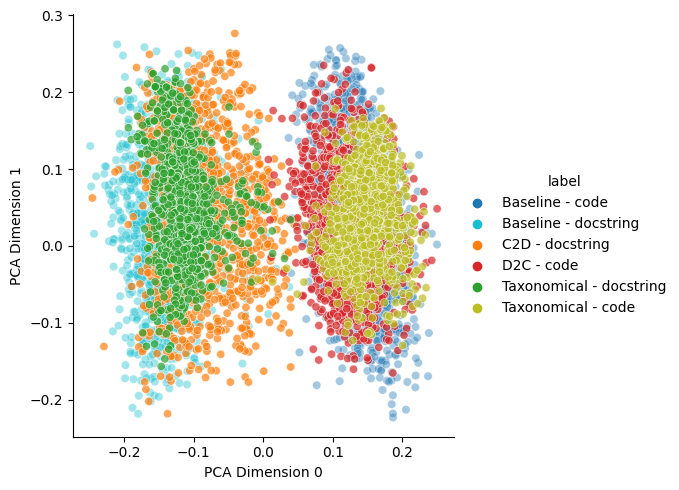 0.3
0.2
0.1
0.0
−0.1
−0.2
PCA Dimension 1
−0.2 −0.1 0.0 0.1 0.2
PCA Dimension 0
label
Baseline - code
Baseline - docstring
C2D - docstring
D2C - code
Taxonomical - docstring
Taxonomical - code